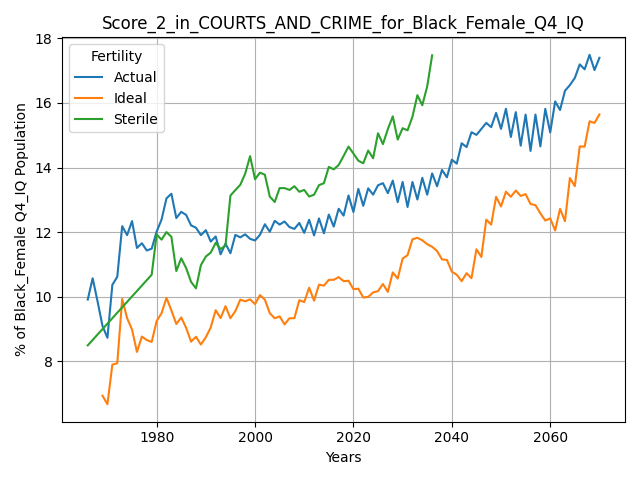 Score_2_in_COURTS_AND_CRIME_for_Black_Female_Q4_IQ
% of Black_Female Q4_IQ Population
18
16
14
12
10
8
Fertility
Actual
Ideal
Sterile
1980
2000
2020
2040
2060
Years